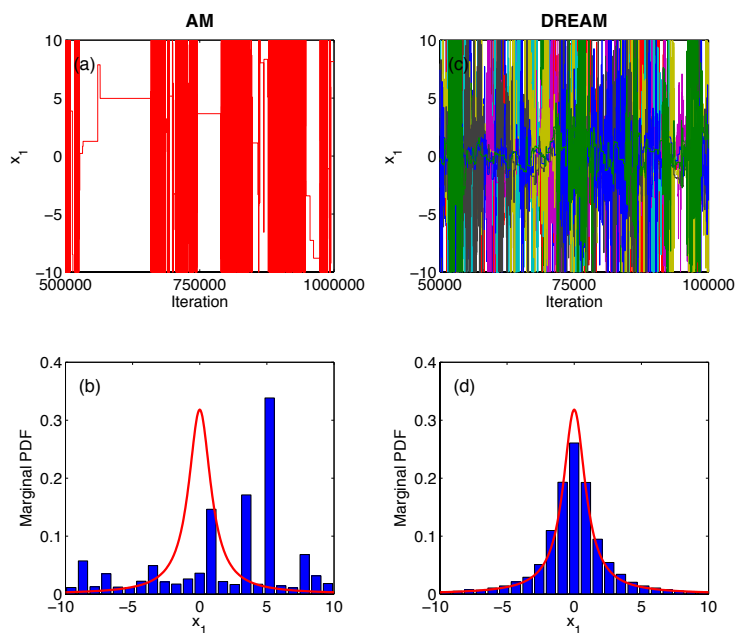 AM
DREAM
(a)
10
5
0
−5
−10
x1
500000
750000
1000000
Iteration
(c)
10
5
0
−5
−10
x1
50000
75000
100000
Iteration
(b)
0.4
0.3
0.2
0.1
0
Marginal PDF
−10
−5
0
5
10
x1
(d)
0.4
0.3
0.2
0.1
0
Marginal PDF
−10
−5
0
5
10
x1